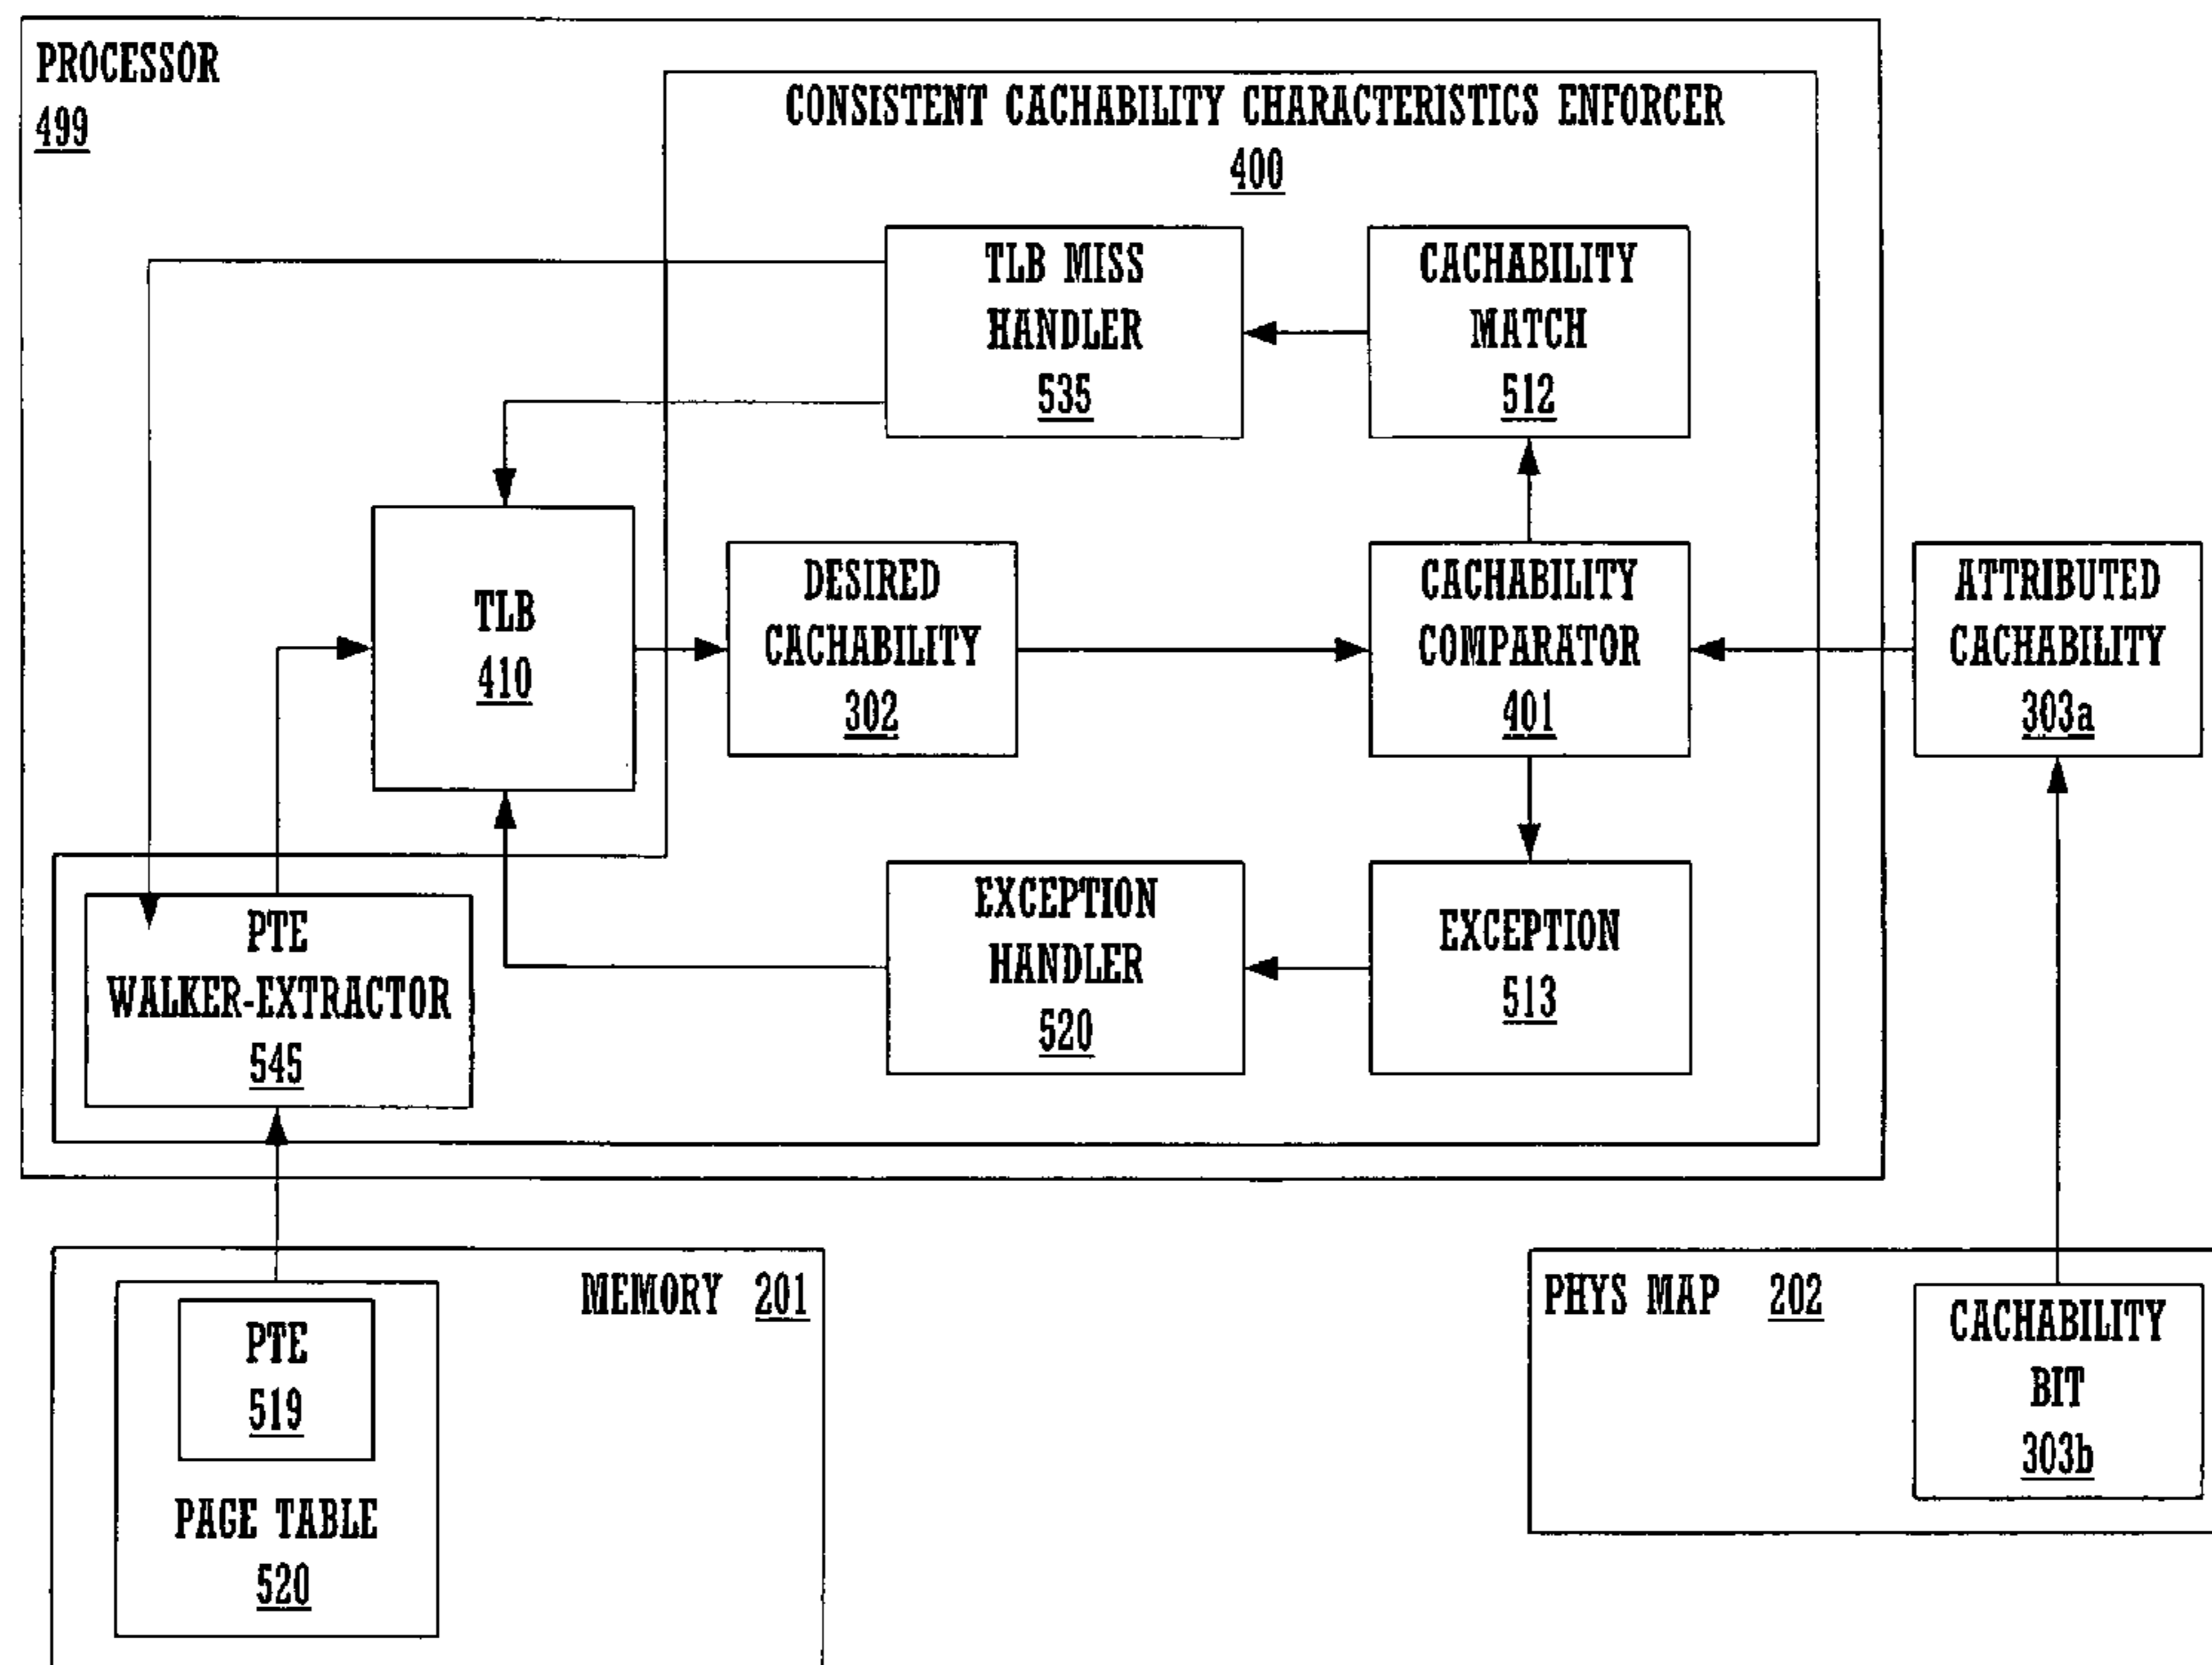 PROCESSOR
499
CONSISTENT CACHABILITY CHARACTERISTICS ENFORCER
400
TLB MISS
HANDLER
535
CACHABILITY
MATCH
512
TLB
410
DESIRED
CACHABILITY
302
CACHABILITY
COMPARATOR
401
ATTRIBUTED
CACHABILITY
303a
PTE
WALKER-EXTRACTOR
545
EXCEPTION
HANDLER
520
EXCEPTION
513
MEMORY 201
PTE
519
PAGE TABLE
520
PHYS MAP 202
CACHABILITY
BIT
303b